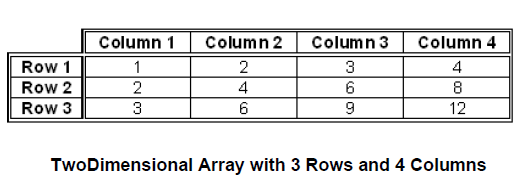 Column 1 Column 2 Column 3 Column 4
Row 1 1 2 3 4
Row 2 2 4 6 8
Row 3 3 6 9 12
TwoDimensional Array with 3 Rows and 4 Columns